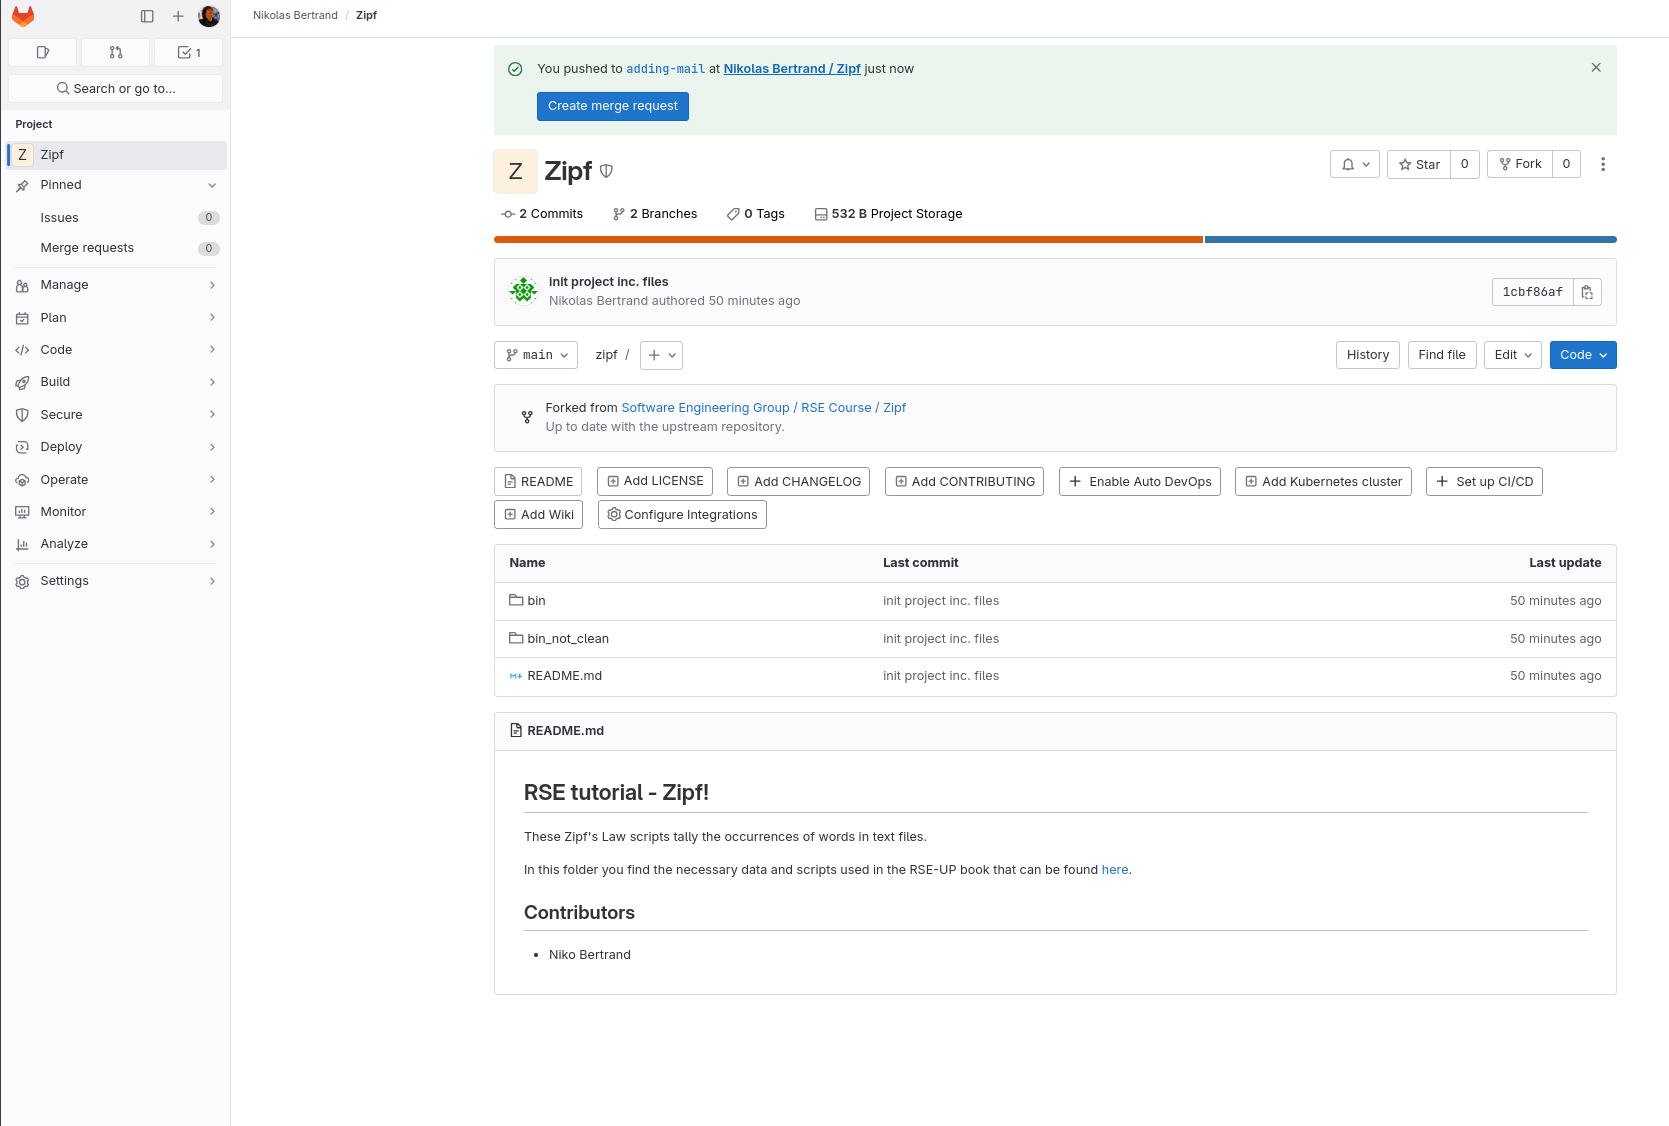 Nikolas Bertrand / Zipf
1
Search or go to...
Project
Z Zipf
Pinned
Issues 0
Merge requests 0
Manage
Plan
Code
Build
Secure
Deploy
Operate
Monitor
Analyze
Settings
You pushed to adding-mail at Nikolas Bertrand / Zipf just now
Create merge request
Z Zipf
Star 0 Fork 0
2 Commits 2 Branches 0 Tags 532 B Project Storage
init project inc. files
Nikolas Bertrand authored 50 minutes ago
1cbf86af
main zipf /
History Find file Edit Code
Forked from Software Engineering Group / RSE Course / Zipf
Up to date with the upstream repository.
README Add LICENSE Add CHANGELOG Add CONTRIBUTING Enable Auto DevOps Add Kubernetes cluster Set up CI/CD
Add Wiki Configure Integrations
Name Last commit Last update
bin init project inc. files 50 minutes ago
bin_not_clean init project inc. files 50 minutes ago
README.md init project inc. files 50 minutes ago
README.md
RSE tutorial - Zipf!
These Zipf's Law scripts tally the occurrences of words in text files.
In this folder you find the necessary data and scripts used in the RSE-UP book that can be found here.
Contributors
• Niko Bertrand